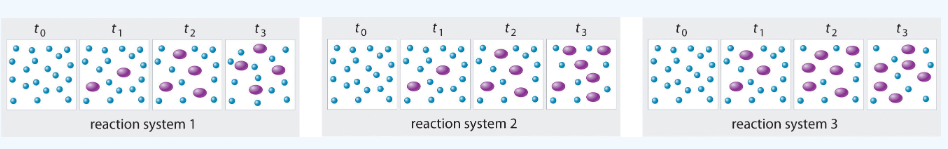 t0 t1 t2 t3
reaction system 1
t0 t1 t2 t3
reaction system 2
t0 t1 t2 t3
reaction system 3